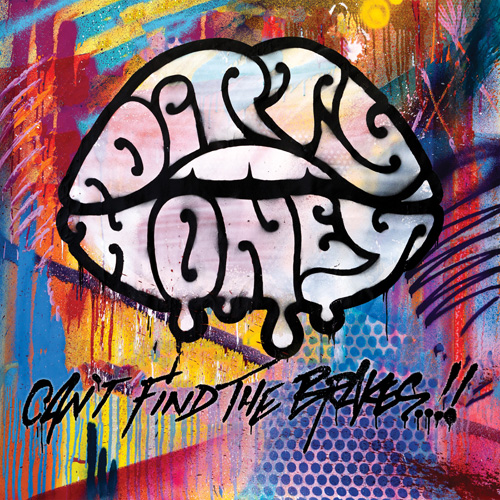 DIRTY
HONEY
CAN'T FIND THE BRAKES....!!